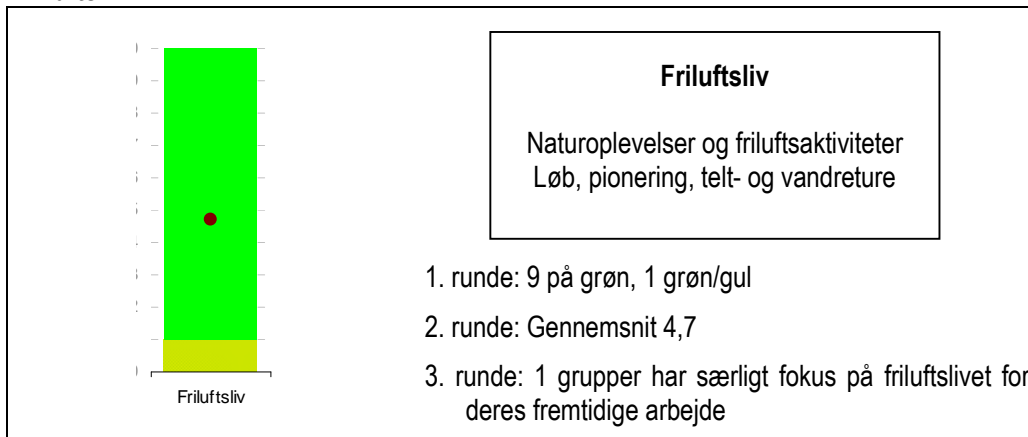 Friluftsliv
Naturoplevelser og friluftsaktiviteter
Løb, pionering, telt- og vandreture
1. runde: 9 på grøn, 1 grøn/gul
2. runde: Gennemsnit 4,7
3. runde: 1 grupper har særligt fokus på friluftslivet for
deres fremtidige arbejde
Friluftsliv